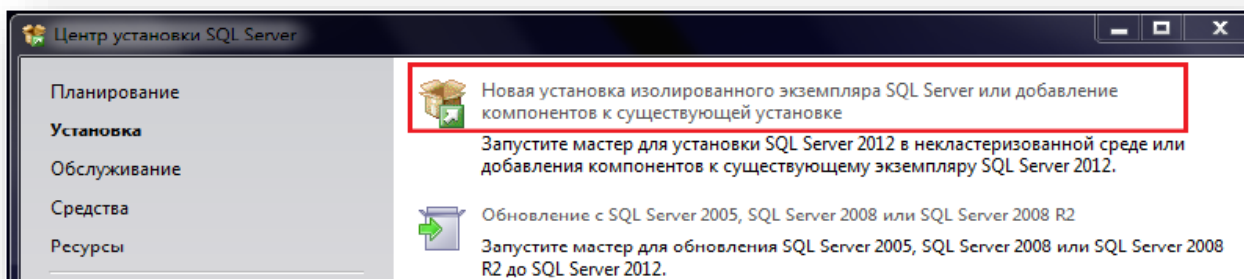 Центр установки SQL Server
Планирование
Установка
Обслуживание
Средства
Ресурсы
Новая установка изолированного экземпляра SQL Server или добавление
компонентов к существующей установке
Запустите мастер для установки SQL Server 2012 в некластеризованной среде или
добавления компонентов к существующему экземпляру SQL Server 2012.
Обновление с SQL Server 2005, SQL Server 2008 или SQL Server 2008 R2
Запустите мастер для обновления SQL Server 2005, SQL Server 2008 или SQL Server 2008
R2 до SQL Server 2012.